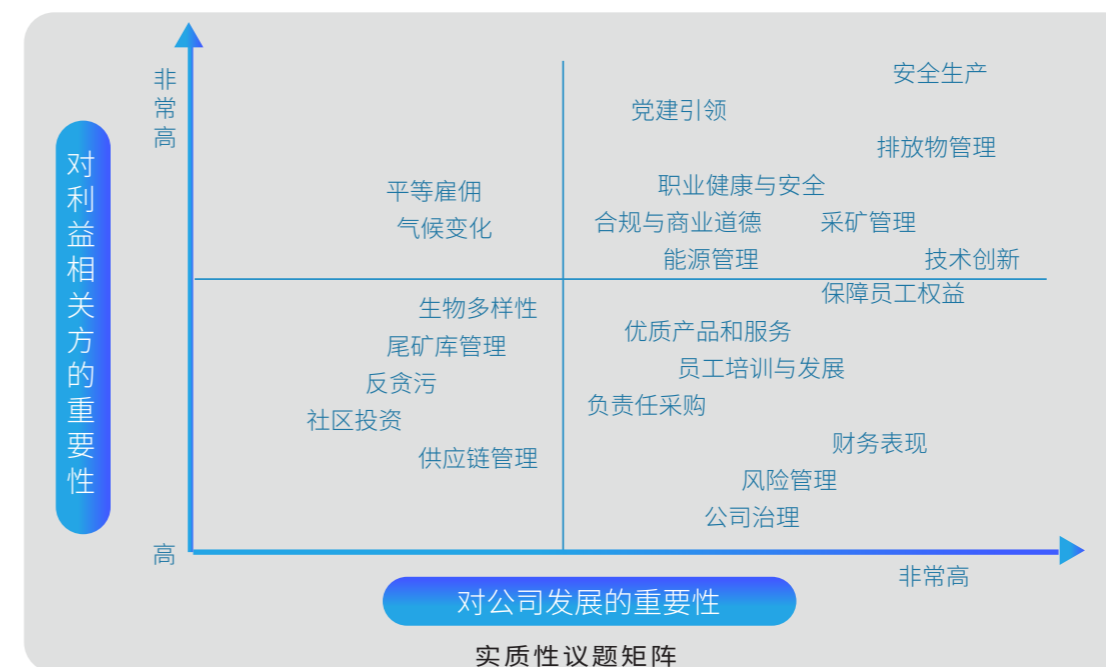 非常高
对利益相关方的重要性
高
安全生产
党建引领
排放物管理
平等雇佣
职业健康与安全
气候变化
合规与商业道德
采矿管理
能源管理
技术创新
保障员工权益
生物多样性
优质产品和服务
尾矿库管理
员工培训与发展
反贪污
负责任采购
社区投资
财务表现
供应链管理
风险管理
公司治理
非常高
对公司发展的重要性
实质性议题矩阵